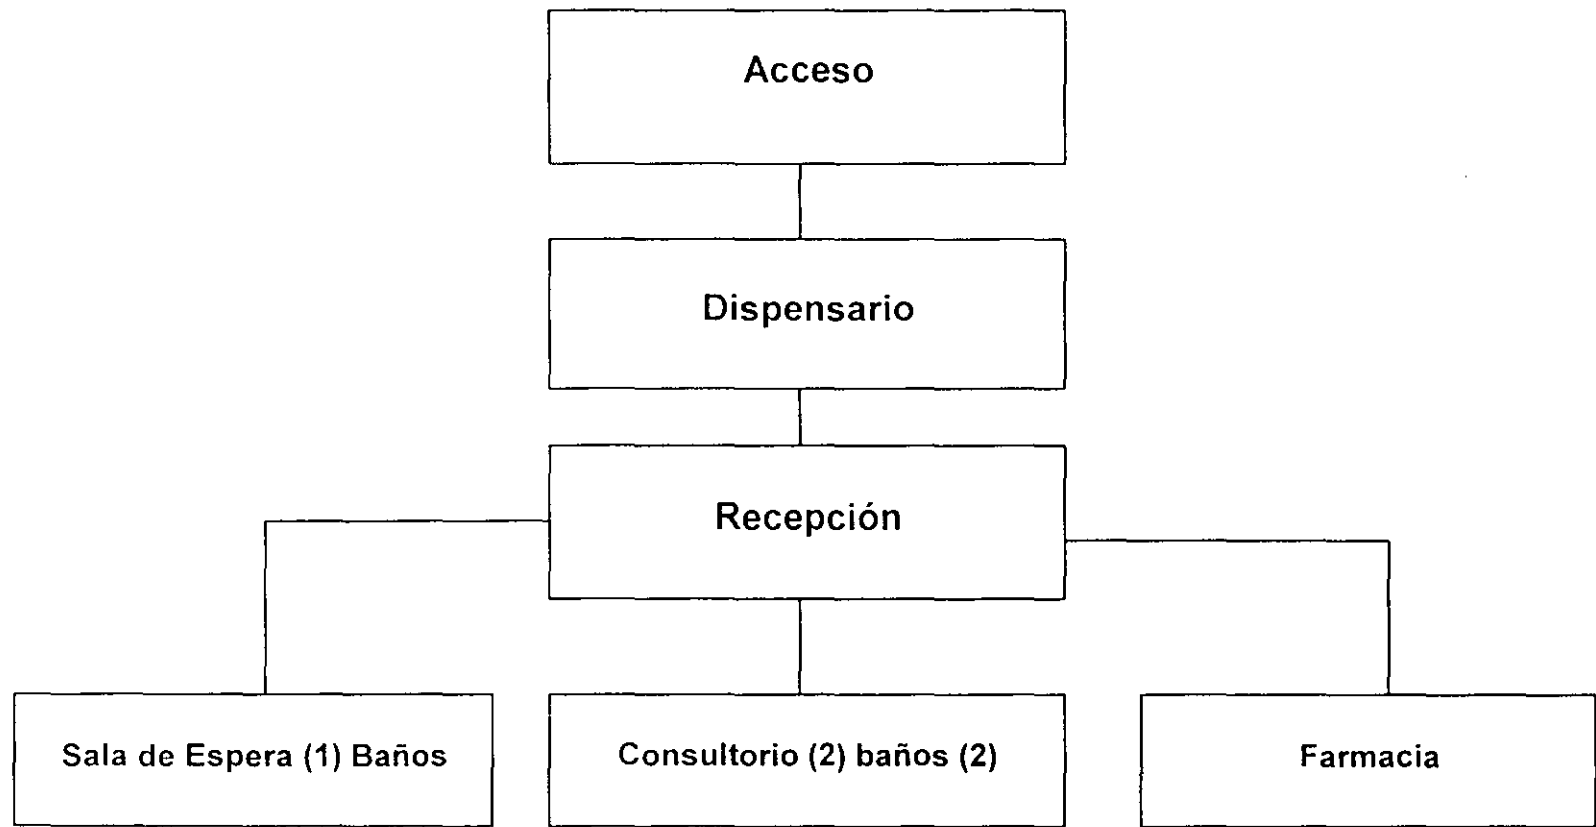 Acceso
Dispensario
Recepción
Sala de Espera (1) Baños
Consultorio (2) baños (2)
Farmacia